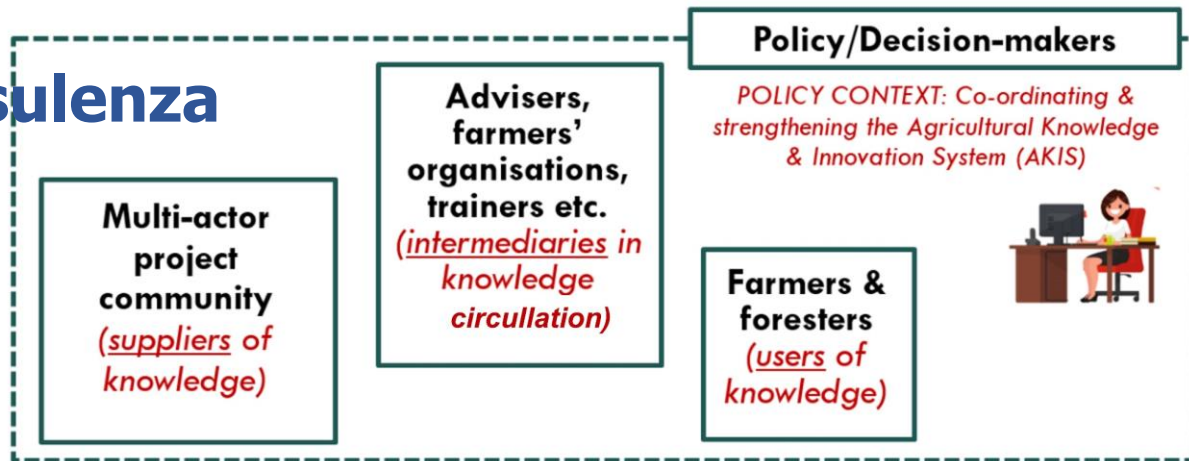 sulenza
Policy/Decision-makers
POLICY CONTEXT: Co-ordinating &
strengthening the Agricultural Knowledge
& Innovation System (AKIS)
Advisers,
farmers’
organisations,
trainers etc.
(intermediaries in
knowledge
circullation)
Multi-actor
project
community
(suppliers of
knowledge)
Farmers &
foresters
(users of
knowledge)